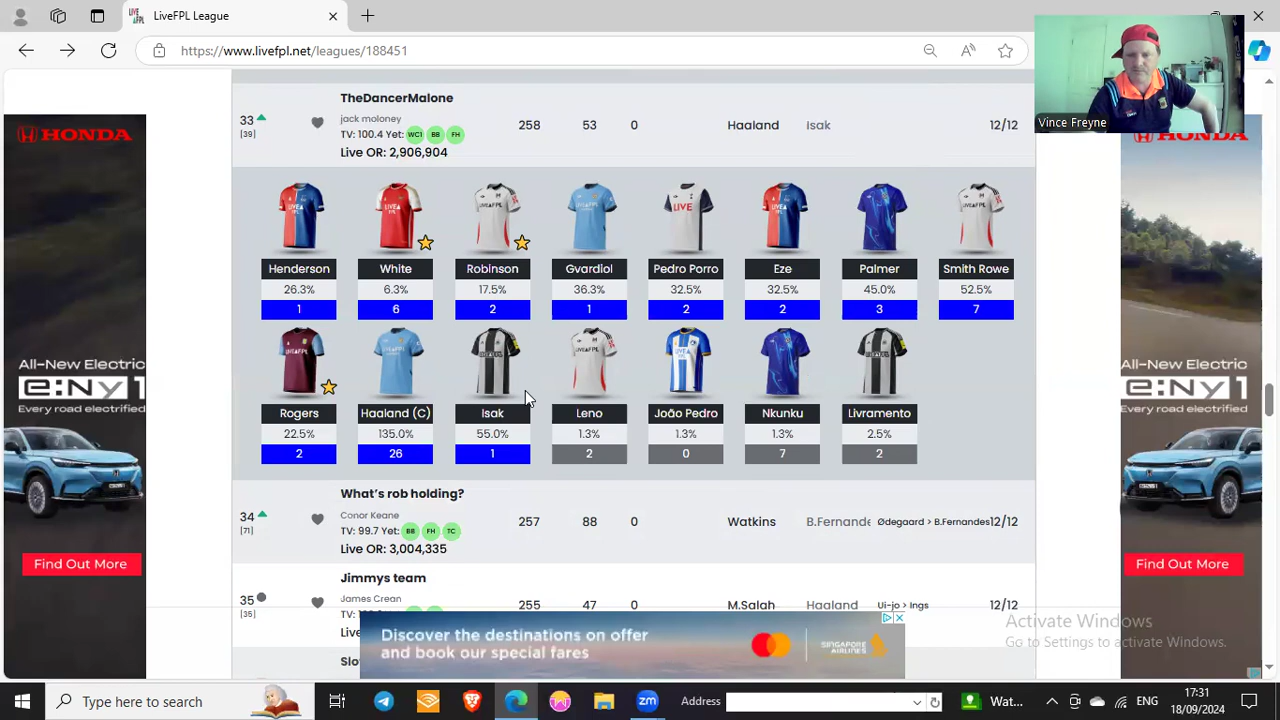 LiveFPL League
https://www.livefpl.net/leagues/188451
Vince Freyne
HONDA
HONDA
33
[39]
TheDancerMalone
jack moloney
TV: 100.4 Yet: WC1 BB FH
Live OR: 2,906,904
258 53 0 Haaland Isak 12/12
Henderson White Robinson Gvardiol Pedro Porro Eze Palmer Smith Rowe
26.3% 6.3% 17.5% 36.3% 32.5% 32.5% 45.0% 52.5%
1 6 2 1 2 2 3 7
Rogers Haaland (C) Isak Leno João Pedro Nkunku Livramento
22.5% 135.0% 55.0% 1.3% 1.3% 1.3% 2.5%
2 26 1 2 0 7 2
All-New Electric
e:Ny1
Every road electrified
Find Out More
All-New Electric
e:Ny1
Every road electrified
Find Out More
34
[71]
What's rob holding?
Conor Keane
TV: 99.7 Yet: BB FH TC
Live OR: 3,004,335
257 88 0 Watkins B.Fernande Ødegaard > B.Fernandes 12/12
35
[35]
Jimmys team
James Crean
TV:
Live
255 47 0 M.Salah Haaland Ui-jo > Ings 12/12
Slo
Discover the destinations on offer
and book our special fares
mastercard
SINGAPORE
AIRLINES
Activate Windows
Go to Settings to activate Windows.
Type here to search
zm
Address
Wat...
ENG
17:31
18/09/2024